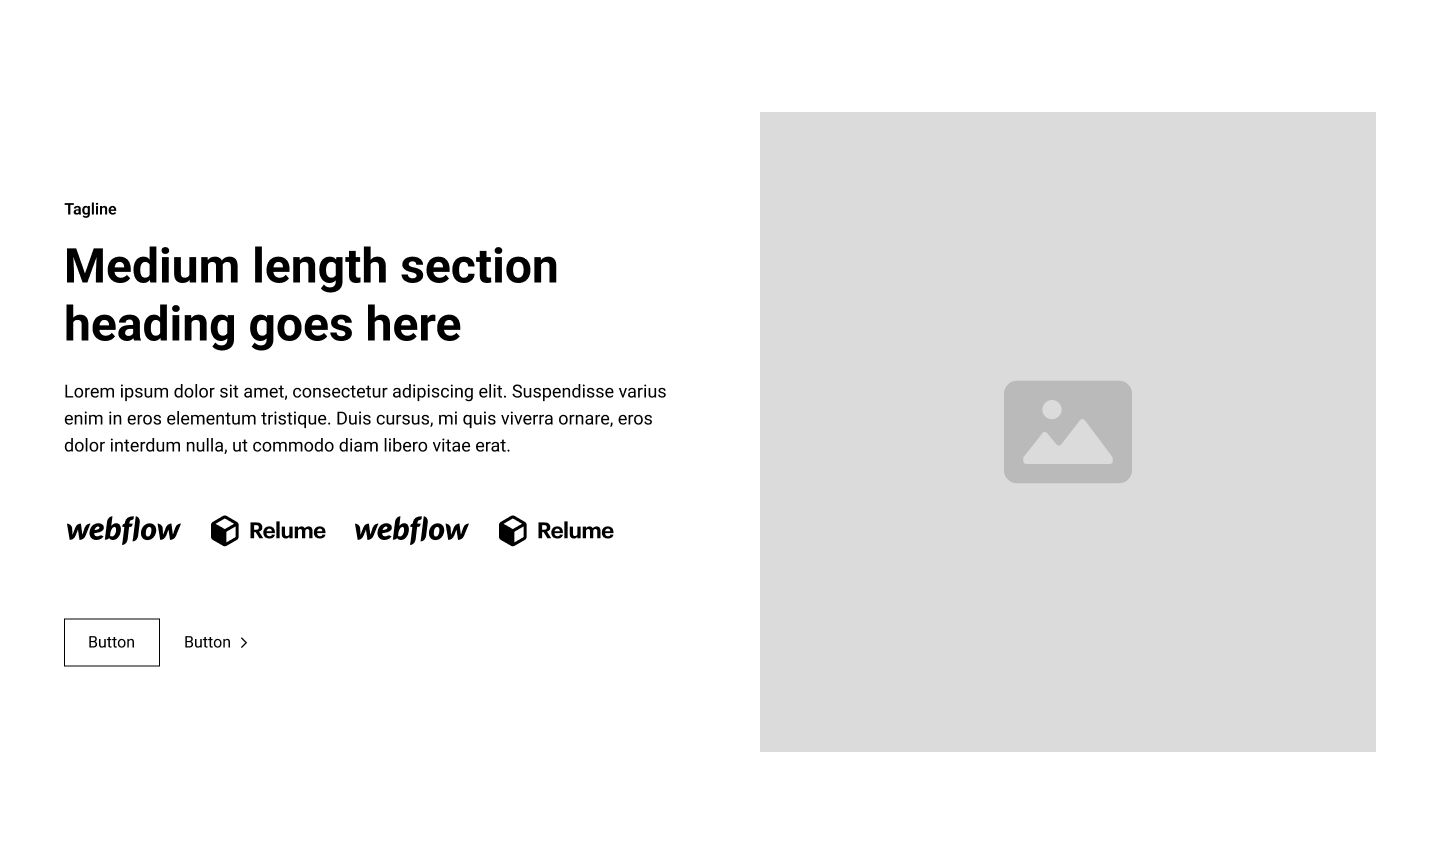 Tagline
Medium length section
heading goes here
Lorem ipsum dolor sit amet, consectetur adipiscing elit. Suspendisse varius
enim in eros elementum tristique. Duis cursus, mi quis viverra ornare, eros
dolor interdum nulla, ut commodo diam libero vitae erat.
webflow Relume webflow Relume
Button Button